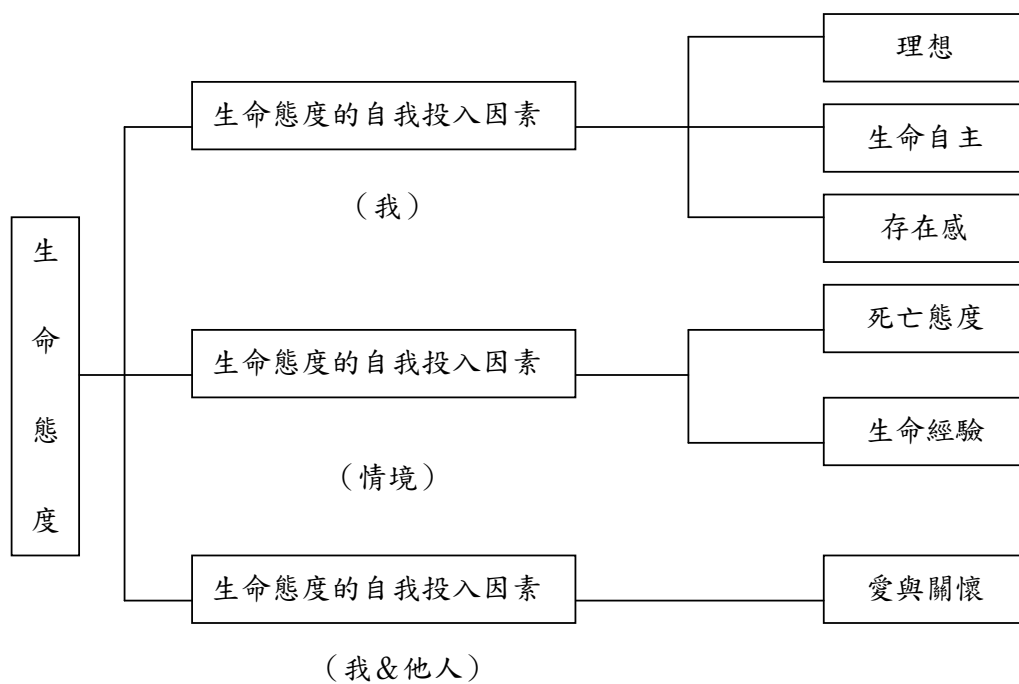 生命態度
生命態度的自我投入因素
（我）
理想
生命自主
存在感
生命態度的自我投入因素
（情境）
死亡態度
生命經驗
生命態度的自我投入因素
（我＆他人）
愛與關懷